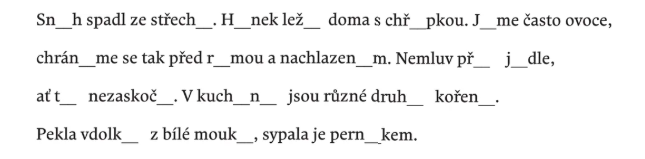 Sn__h spadl ze střech__. H__nek lež__ doma s chř__pkou. J__me často ovoce,
chrán__me se tak před r__mou a nachlazen__m. Nemluv př__ j__dle,
ať t__ nezaskoč__. V kuch__n__ jsou různé druh__ kořen__.
Pekla vdolk__ z bílé mouk__, sypala je pern__kem.